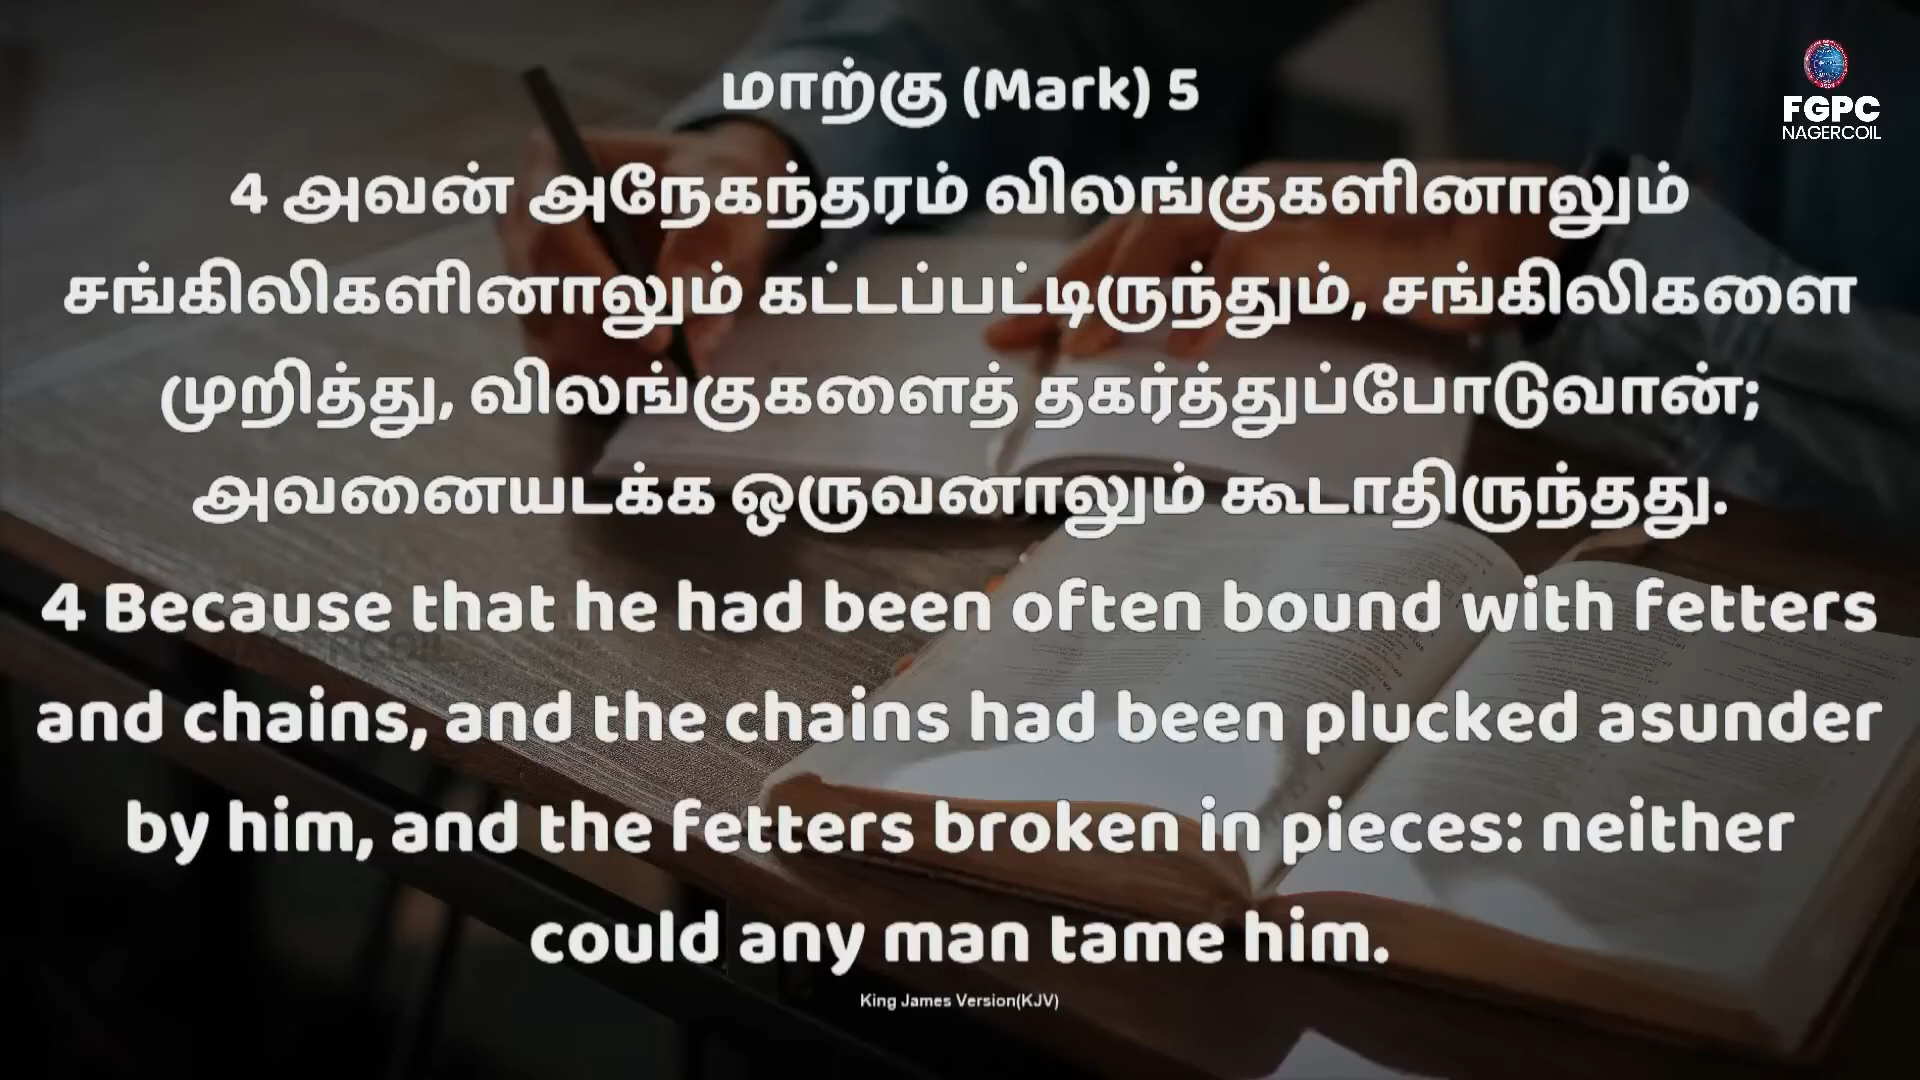 மாற்கு (Mark) 5
FGPC
NAGERCOIL
4 அவன் அநேகந்தரம் விலங்குகளினாலும்
சங்கிலிகளினாலும் கட்டப்பட்டிருந்தும், சங்கிலிகளை
முறித்து, விலங்குகளைத் தகர்த்துப்போடுவான்;
அவனையடக்க ஒருவனாலும் கூடாதிருந்தது.
4 Because that he had been often bound with fetters
and chains, and the chains had been plucked asunder
by him, and the fetters broken in pieces: neither
could any man tame him.
King James Version(KJV)